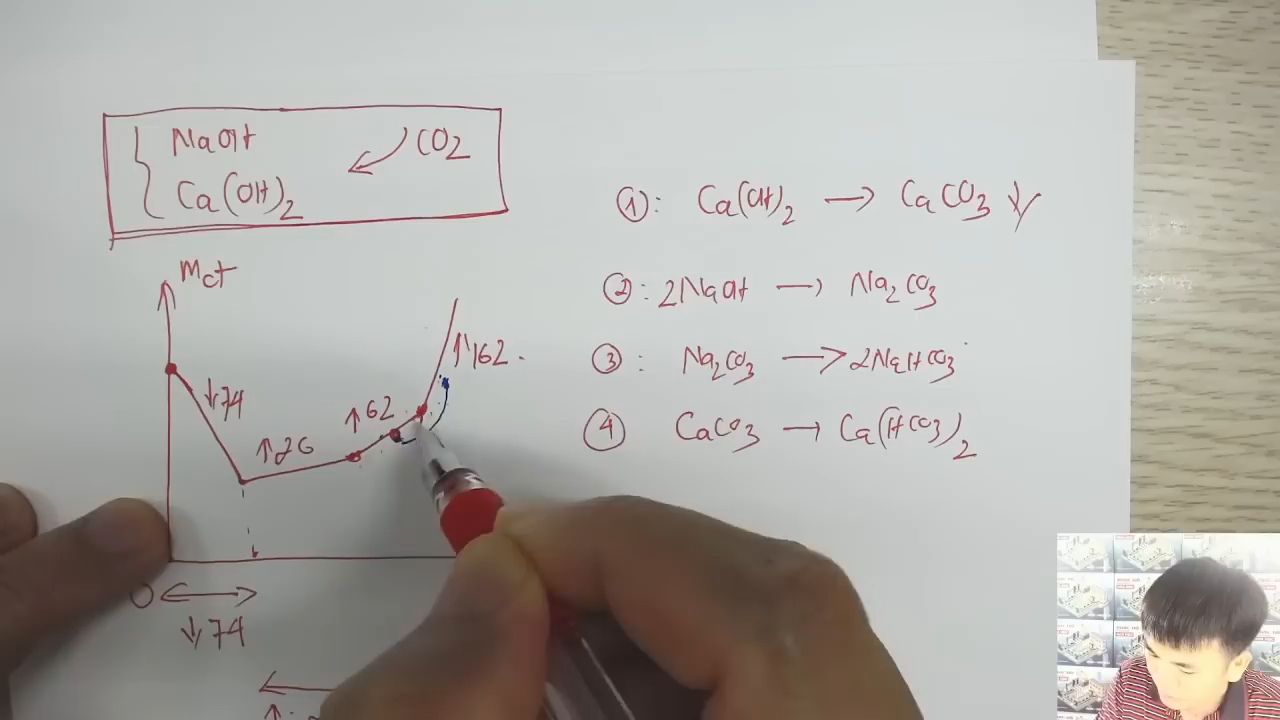 NaOH
CO2
Ca(OH)2
①: Ca(OH)2 → CaCO3 ↓
②: 2NaOH → Na2CO3
③: Na2CO3 → 2NaHCO3
④ CaCO3 → Ca(HCO3)2
mct
↑162.
↓74
↑62
↑26
O
↓74